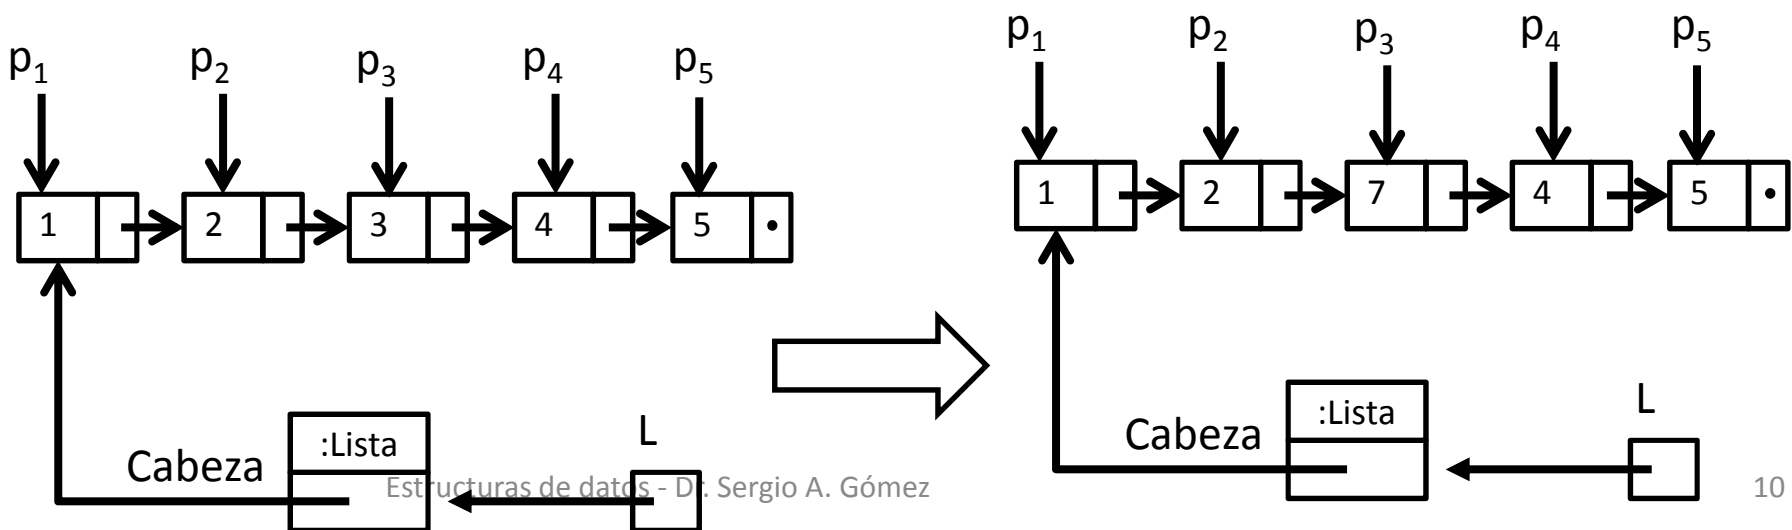 p₁ p₂ p₃ p₄ p₅
1 2 3 4 5 •
Cabeza :Lista L
p₁ p₂ p₃ p₄ p₅
1 2 7 4 5 •
Cabeza :Lista L
Estructuras de datos - Dr. Sergio A. Gómez
10